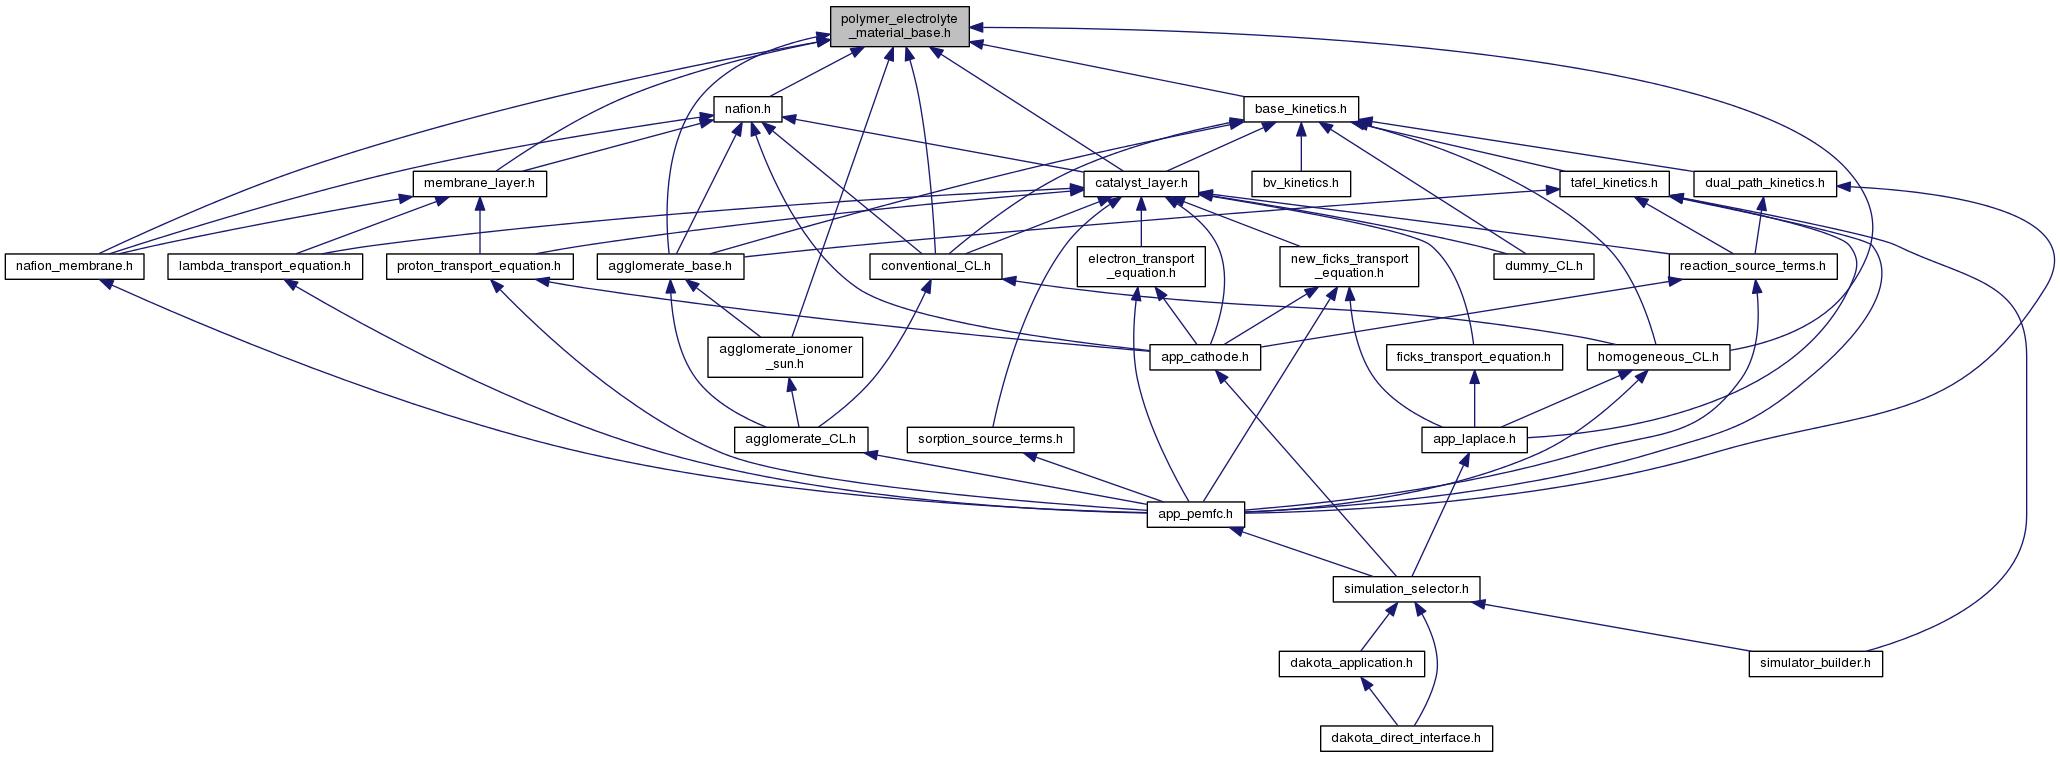 polymer_electrolyte
_material_base.h
nafion.h
base_kinetics.h
membrane_layer.h
catalyst_layer.h
bv_kinetics.h
tafel_kinetics.h
dual_path_kinetics.h
nafion_membrane.h
lambda_transport_equation.h
proton_transport_equation.h
agglomerate_base.h
conventional_CL.h
electron_transport
_equation.h
new_ficks_transport
_equation.h
dummy_CL.h
reaction_source_terms.h
agglomerate_ionomer
_sun.h
app_cathode.h
ficks_transport_equation.h
homogeneous_CL.h
agglomerate_CL.h
sorption_source_terms.h
app_laplace.h
app_pemfc.h
simulation_selector.h
dakota_application.h
simulator_builder.h
dakota_direct_interface.h